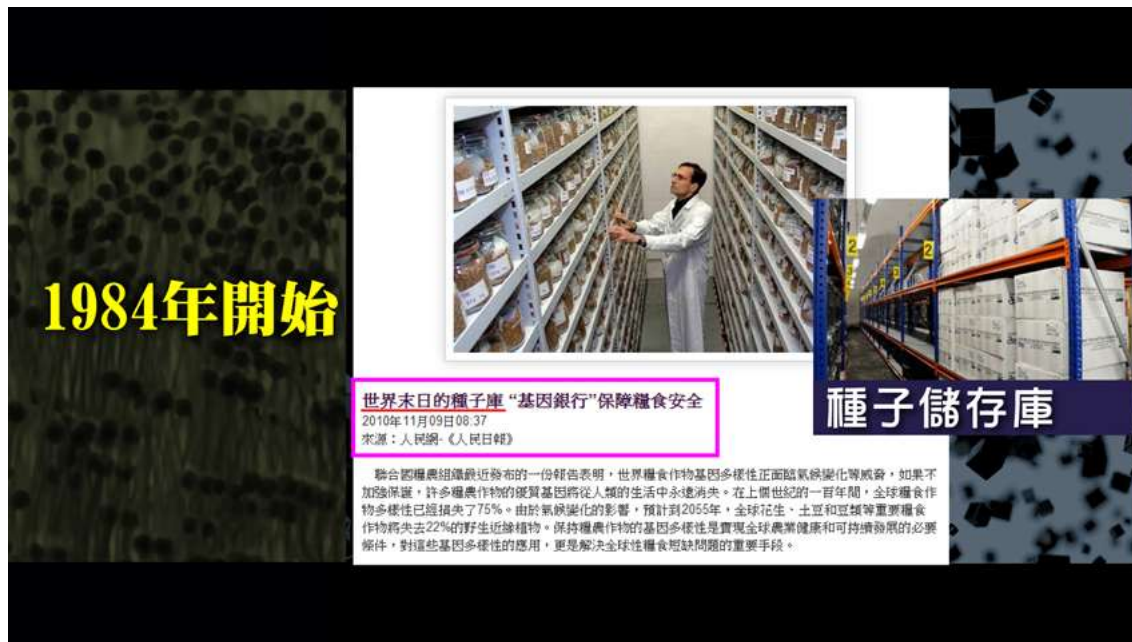 1984年開始
世界末日的種子庫 “基因銀行”保障糧食安全
2010年11月09日08:37
來源：人民網-《人民日報》
聯合國糧農組織最近發布的一份報告表明，世界糧食作物基因多樣性正面臨氣候變化等威脅，如果不
加強保護，許多糧農作物的優質基因將從人類的生活中永遠消失。在上個世紀的一百年間，全球糧食作
物多樣性已經損失了75%。由於氣候變化的影響，預計到2055年，全球花生、土豆和豆類等重要糧食
作物將失去22%的野生近緣植物。保持糧農作物的基因多樣性是實現全球農業健康和可持續發展的必要
條件，對這些基因多樣性的應用，更是解決全球性糧食短缺問題的重要手段。
2
2
種子儲存庫